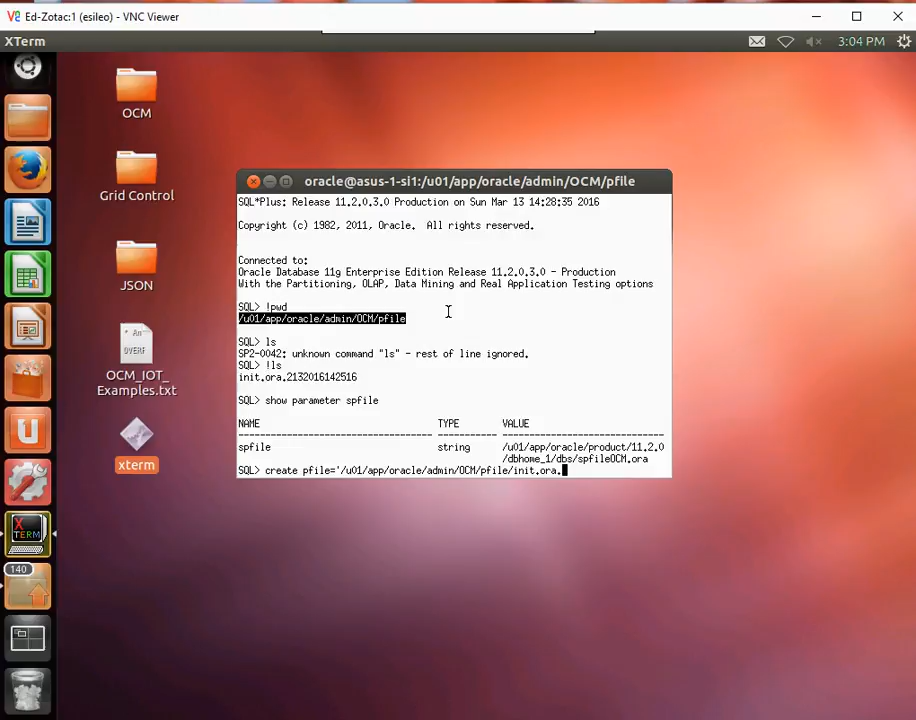 Ed-Zotac:1 (esileo) - VNC Viewer
XTerm
3:04 PM
OCM
Grid Control
JSON
OCM_IOT_
Examples.txt
xterm
140
oracle@asus-1-si1:/u01/app/oracle/admin/OCM/pfile
SQL*Plus: Release 11.2.0.3.0 Production on Sun Mar 13 14:28:35 2016
Copyright (c) 1982, 2011, Oracle.  All rights reserved.
Connected to:
Oracle Database 11g Enterprise Edition Release 11.2.0.3.0 - Production
With the Partitioning, OLAP, Data Mining and Real Application Testing options
SQL> !pwd
/u01/app/oracle/admin/OCM/pfile
SQL> ls
SP2-0042: unknown command "ls" - rest of line ignored.
SQL> !ls
init.ora.2132016142516
SQL> show parameter spfile
NAME TYPE VALUE
------------------------------------ ----------- ------------------------------
spfile string /u01/app/oracle/product/11.2.0
/dbhome_1/dbs/spfileOCM.ora
SQL> create pfile='/u01/app/oracle/admin/OCM/pfile/init.ora.